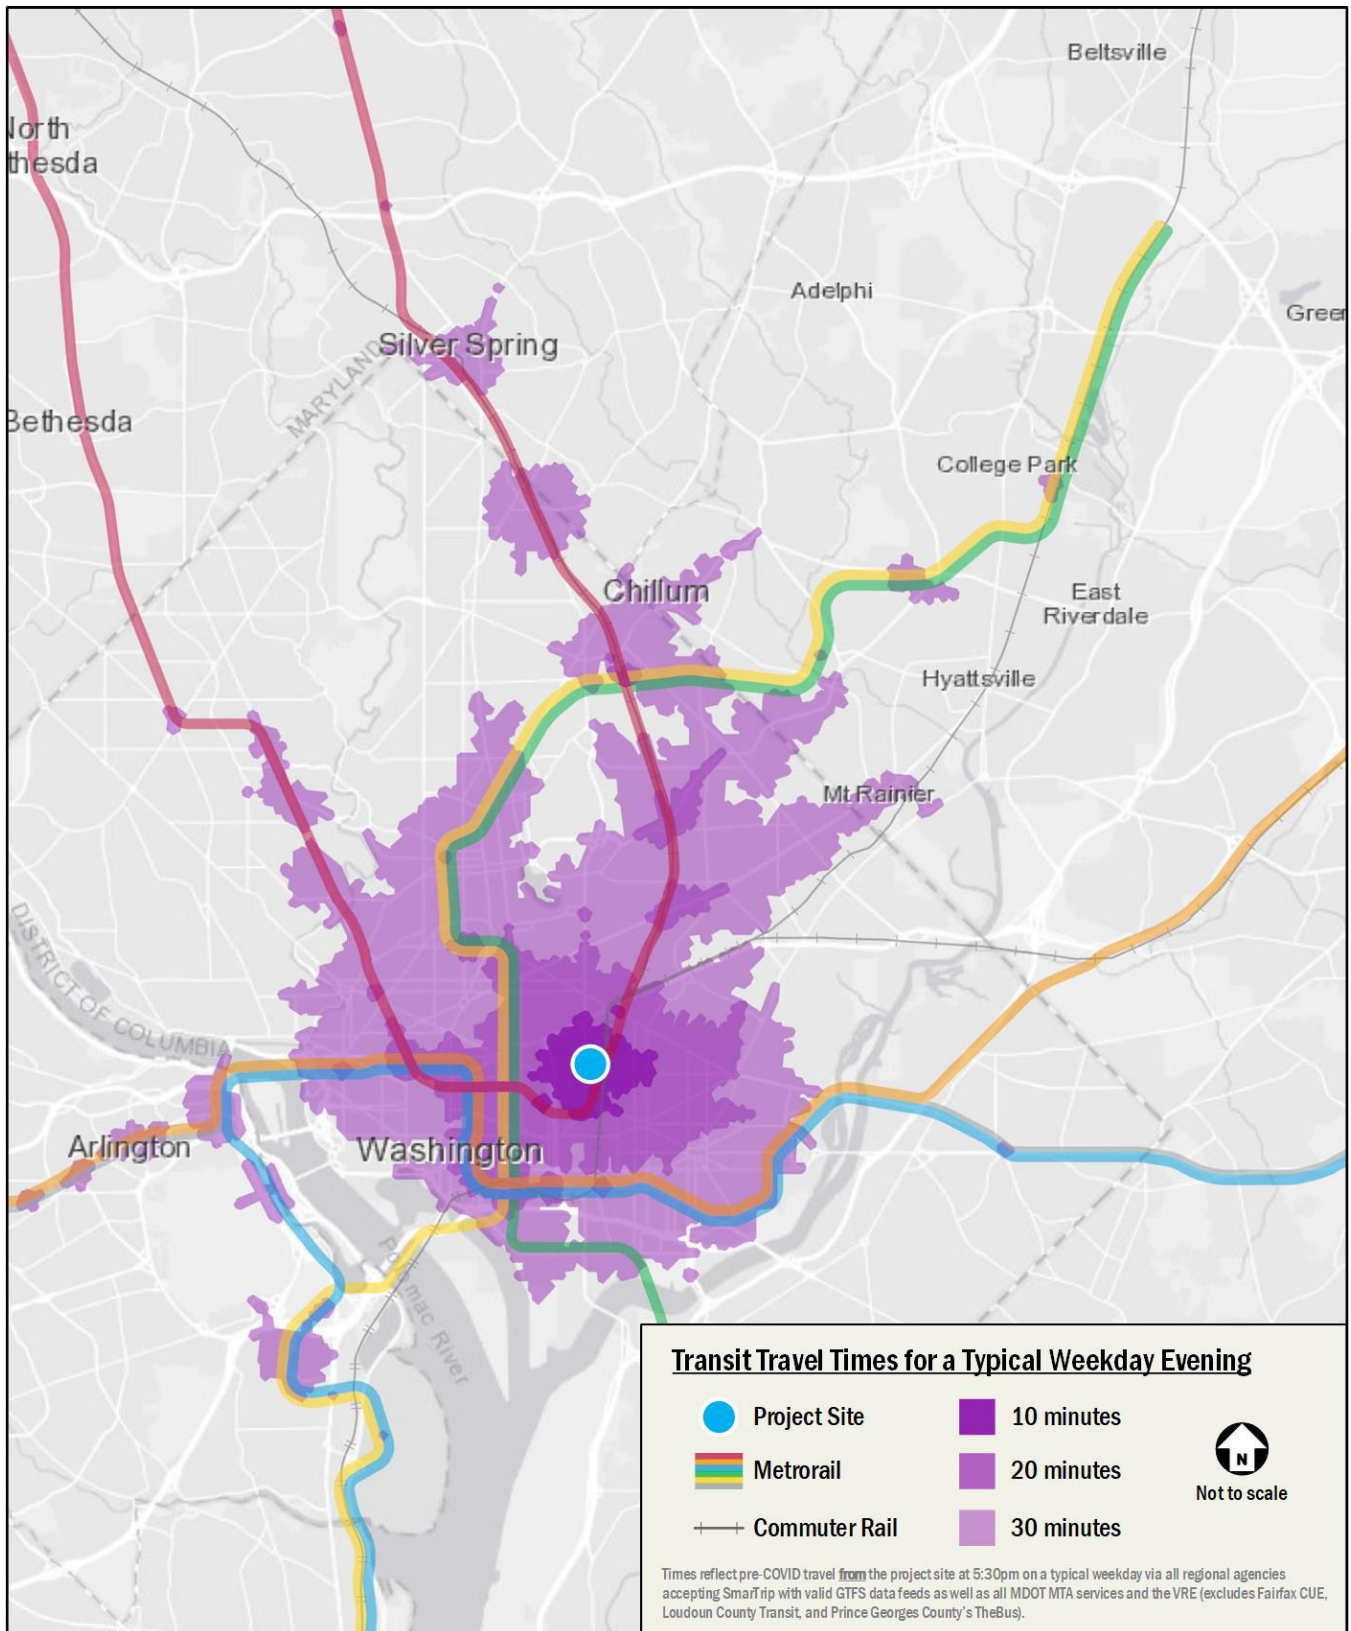 Beltsville
North
thesda
Adelphi
Green
Silver Spring
MARYLAND
Bethesda
College Park
Chillum
East
Riverdale
Hyattsville
Mt Rainier
DISTRICT OF COLUMBIA
Arlington
Washington
Potomac River
Transit Travel Times for a Typical Weekday Evening
Project Site
10 minutes
Metrorail
20 minutes
N
Not to scale
Commuter Rail
30 minutes
Times reflect pre-COVID travel from the project site at 5:30pm on a typical weekday via all regional agencies
accepting SmarTrip with valid GTFS data feeds as well as all MDOT MTA services and the VRE (excludes Fairfax CUE,
Loudoun County Transit, and Prince Georges County's TheBus).